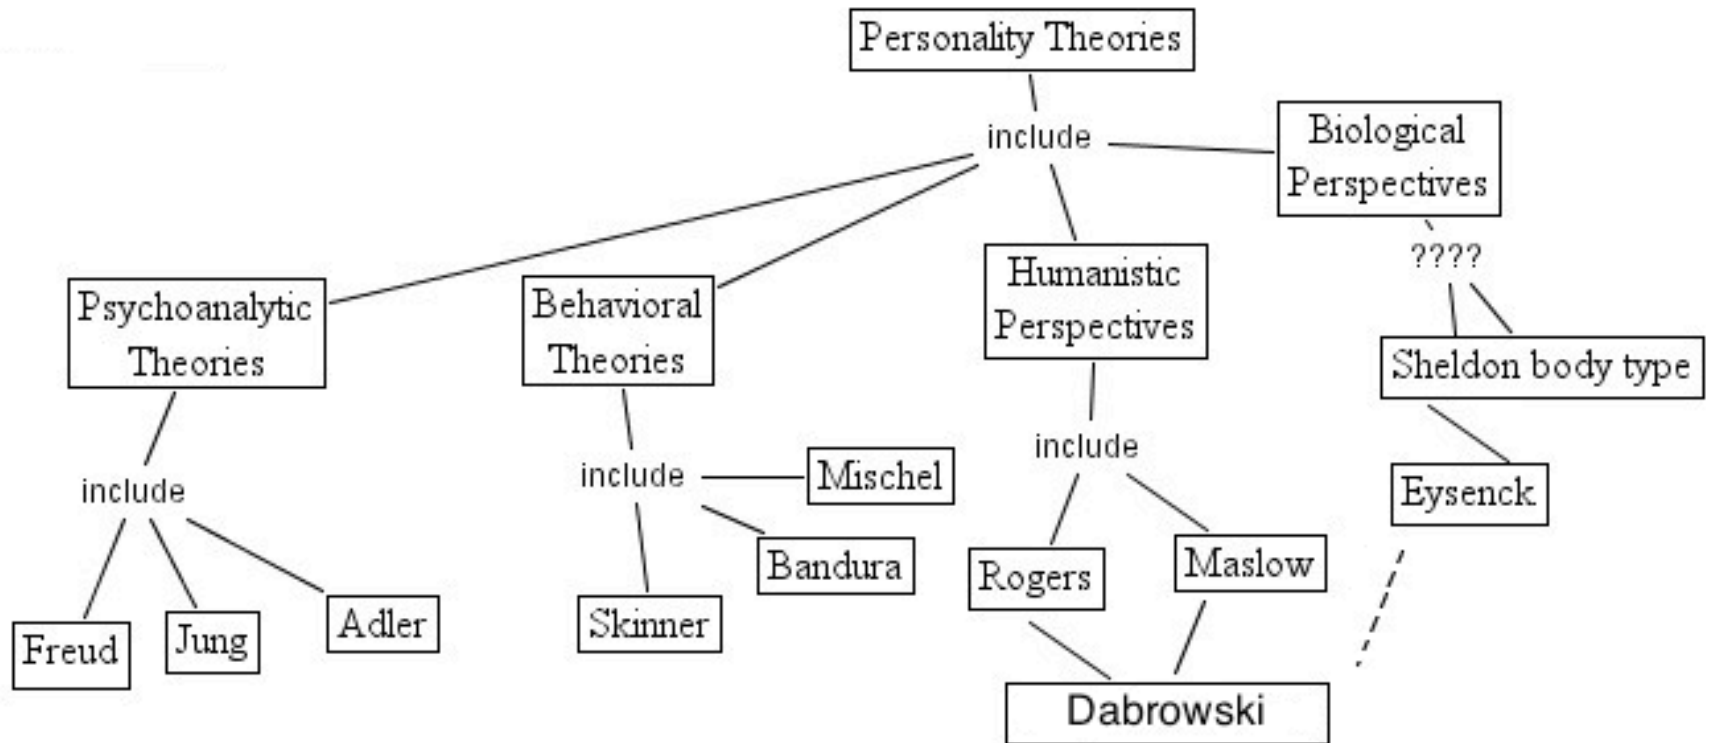 Personality Theories
include
Biological
Perspectives
????
Humanistic
Perspectives
Psychoanalytic
Theories
Behavioral
Theories
Sheldon body type
include
include
include
Mischel
Eysenck
Bandura
Rogers
Maslow
Freud
Jung
Adler
Skinner
Dabrowski